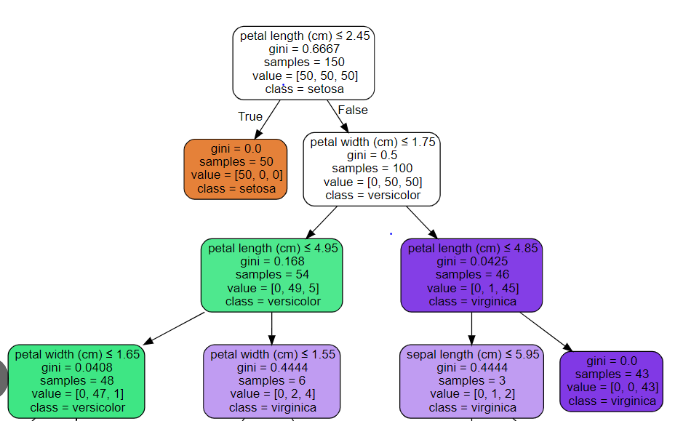 petal length (cm) ≤ 2.45
gini = 0.6667
samples = 150
value = [50, 50, 50]
class = setosa
True
False
gini = 0.0
samples = 50
value = [50, 0, 0]
class = setosa
petal width (cm) ≤ 1.75
gini = 0.5
samples = 100
value = [0, 50, 50]
class = versicolor
petal length (cm) ≤ 4.95
gini = 0.168
samples = 54
value = [0, 49, 5]
class = versicolor
petal length (cm) ≤ 4.85
gini = 0.0425
samples = 46
value = [0, 1, 45]
class = virginica
petal width (cm) ≤ 1.65
gini = 0.0408
samples = 48
value = [0, 47, 1]
class = versicolor
petal width (cm) ≤ 1.55
gini = 0.4444
samples = 6
value = [0, 2, 4]
class = virginica
sepal length (cm) ≤ 5.95
gini = 0.4444
samples = 3
value = [0, 1, 2]
class = virginica
gini = 0.0
samples = 43
value = [0, 0, 43]
class = virginica